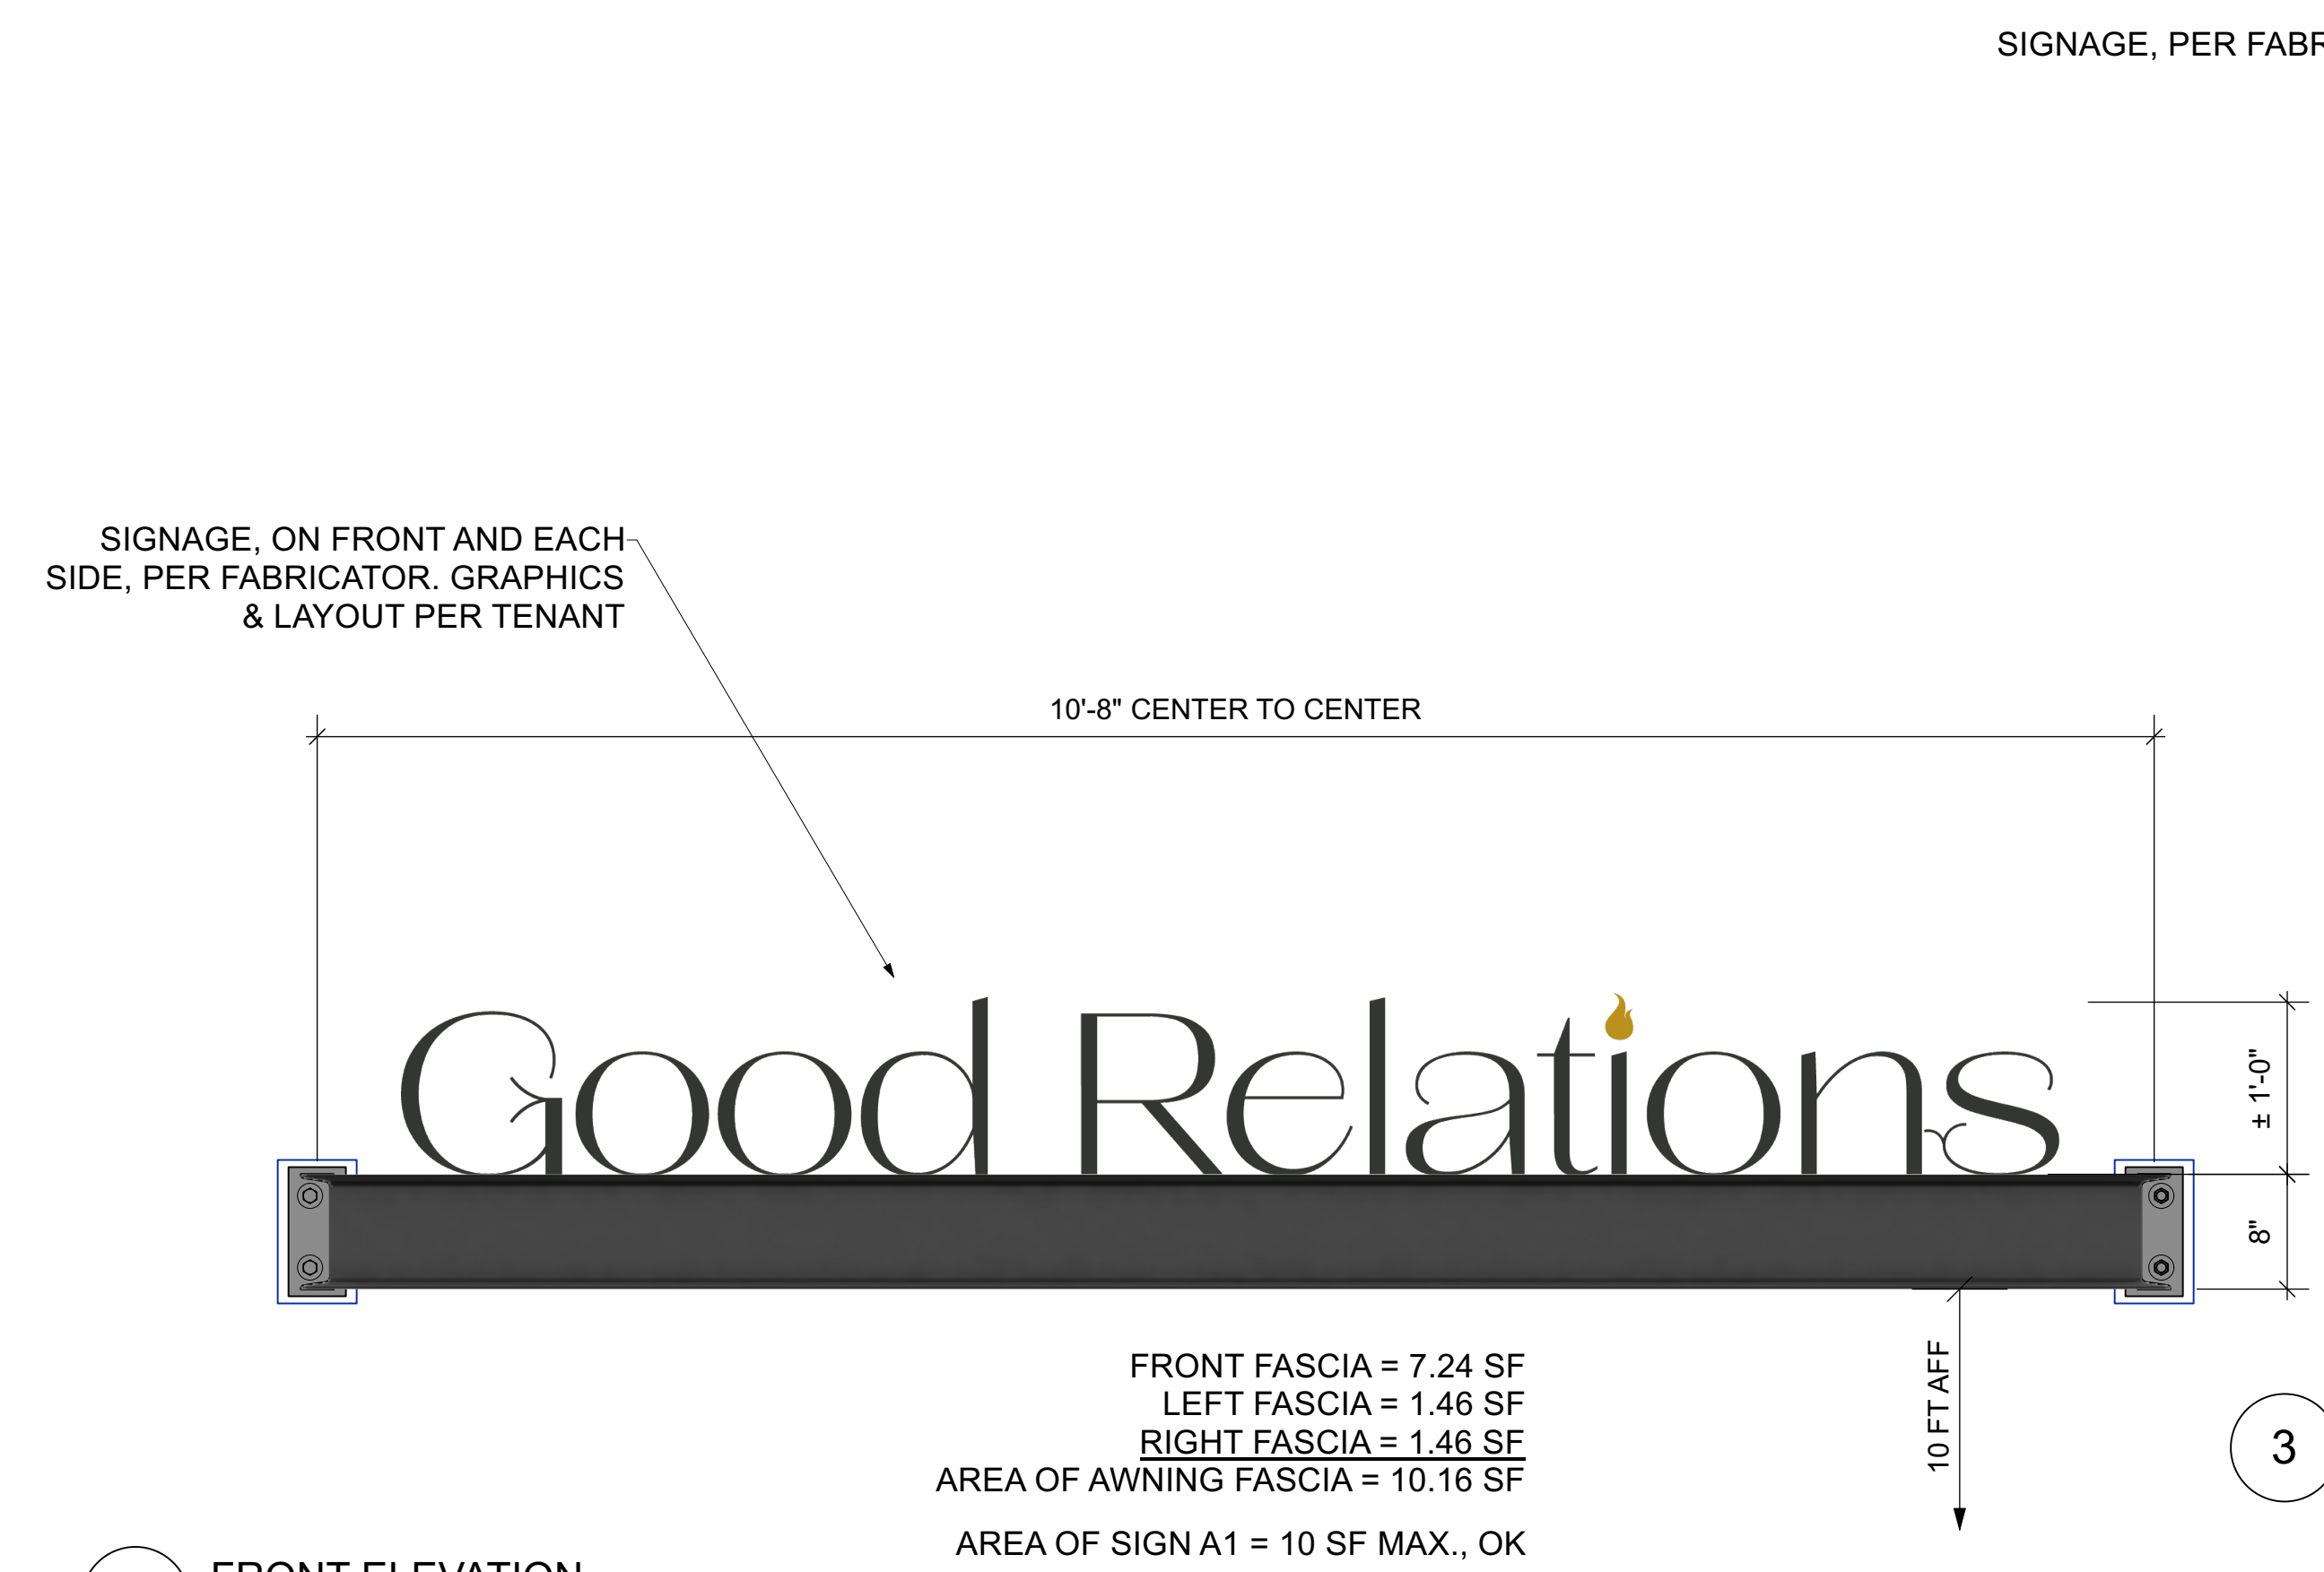 SIGNAGE, PER FABR
SIGNAGE, ON FRONT AND EACH
SIDE, PER FABRICATOR. GRAPHICS
& LAYOUT PER TENANT
10'-8" CENTER TO CENTER
Good Relations
± 1'-0"
8"
10 FT AFF
FRONT FASCIA = 7.24 SF
LEFT FASCIA = 1.46 SF
RIGHT FASCIA = 1.46 SF
AREA OF AWNING FASCIA = 10.16 SF
AREA OF SIGN A1 = 10 SF MAX., OK
3
FRONT ELEVATION